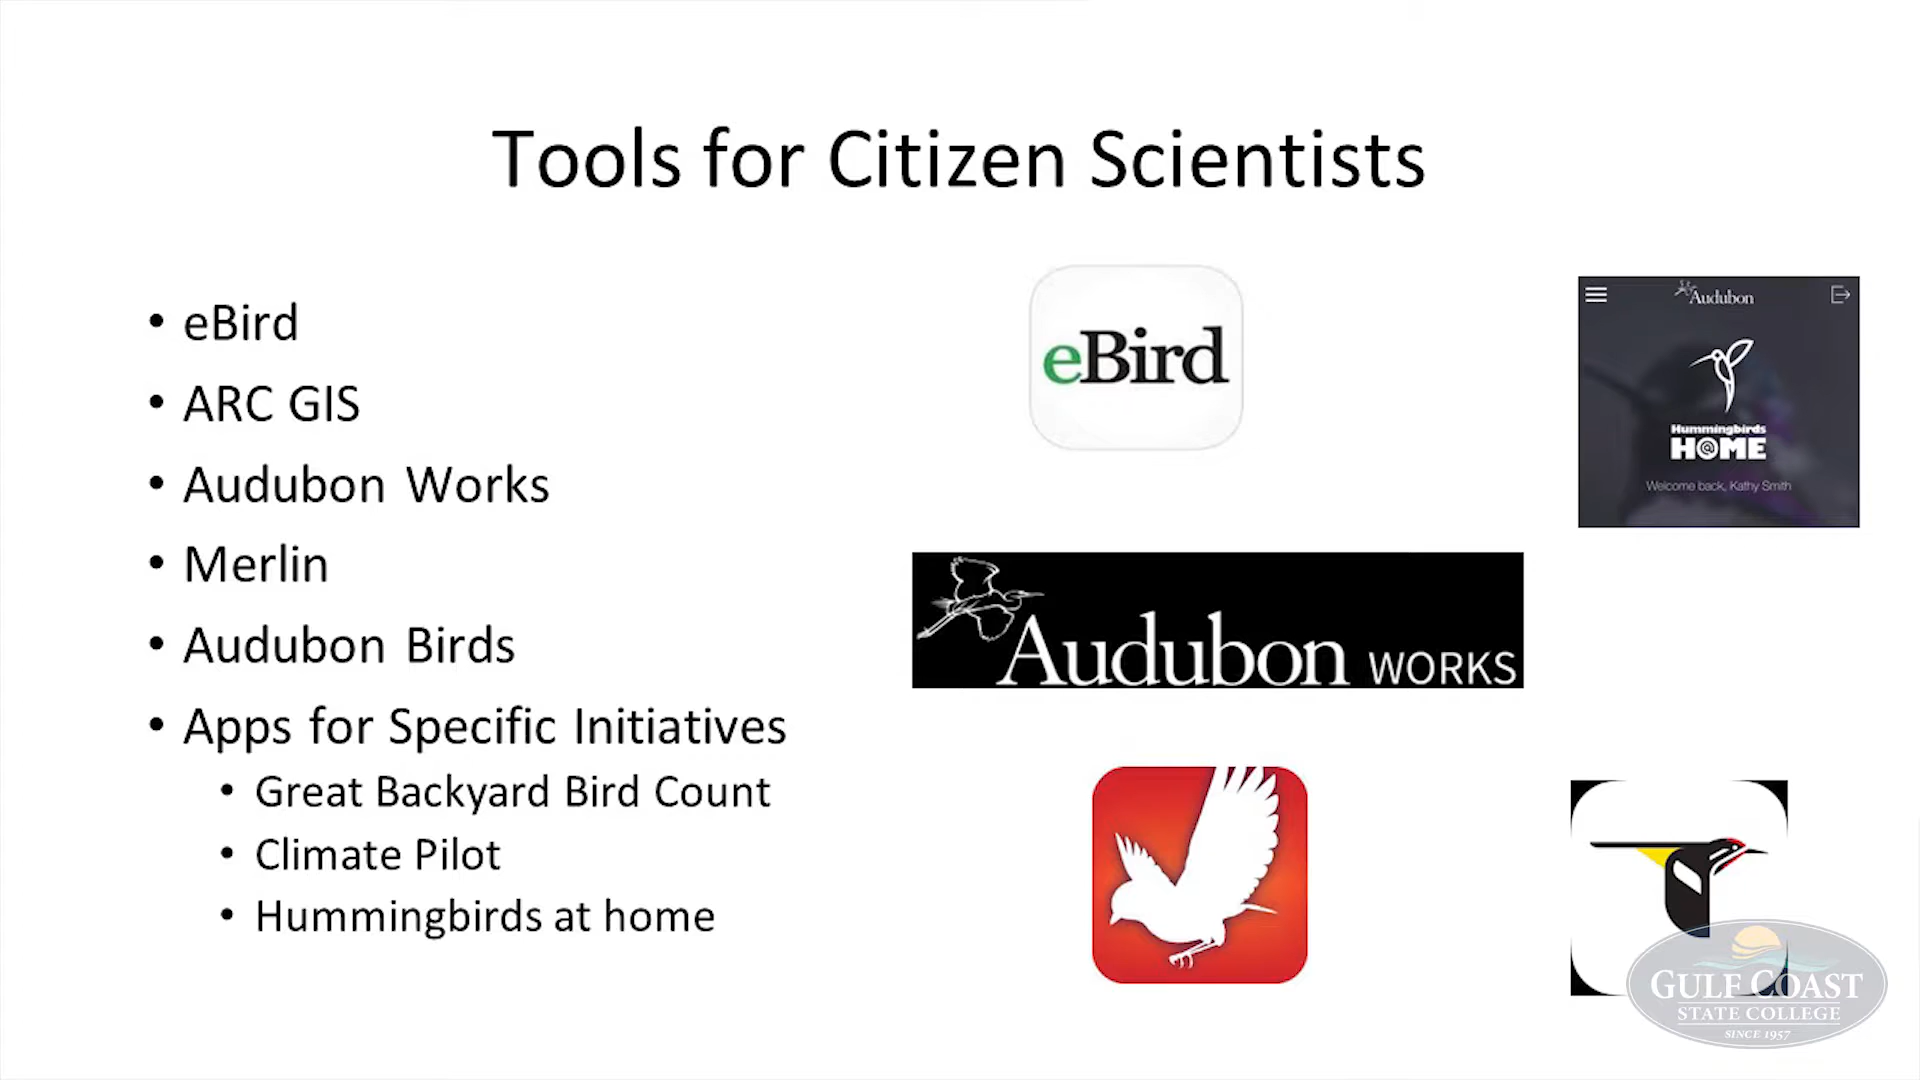 Tools for Citizen Scientists
• eBird
• ARC GIS
• Audubon Works
• Merlin
• Audubon Birds
• Apps for Specific Initiatives
• Great Backyard Bird Count
• Climate Pilot
• Hummingbirds at home
eBird
Audubon
Hummingbirds
H@ME
Welcome back, Kathy Smith
Audubon WORKS
GULF COAST
STATE COLLEGE
SINCE 1957